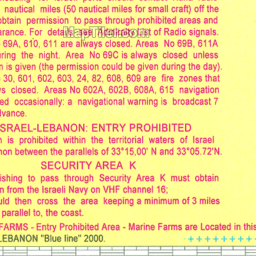 nautical miles (50 nautical miles for small craft) off the
obtain permission to pass through prohibited areas and
arance. For detai of Radio signals.
69A, 610, 611 are always closed. Areas No 69B, 611A
uring the night. Area No 69C is always closed unless
n is given (the permission could be given during the day).
30, 601, 602, 603, 24, 82, 608, 609 are fire zones that
ys closed. Areas No 602A, 602B, 608A, 615 navigation
ed occasionally: a navigational warning is broadcast 7
dvance.
SRAEL-LEBANON: ENTRY PROHIBITED
n is prohibited within the territorial waters of Israel
non between the parallels of 33°15,00' N and 33°05.72'N.
SECURITY AREA K
ishing to pass through Security Area K must obtain
n from the Israeli Navy on VHF channel 16;
uld then cross the area keeping a minimum of 3 miles
parallel to, the coast.
FARMS - Entry Prohibited Area - Marine Farms are Located in this
LEBANON "Blue line" 2000.